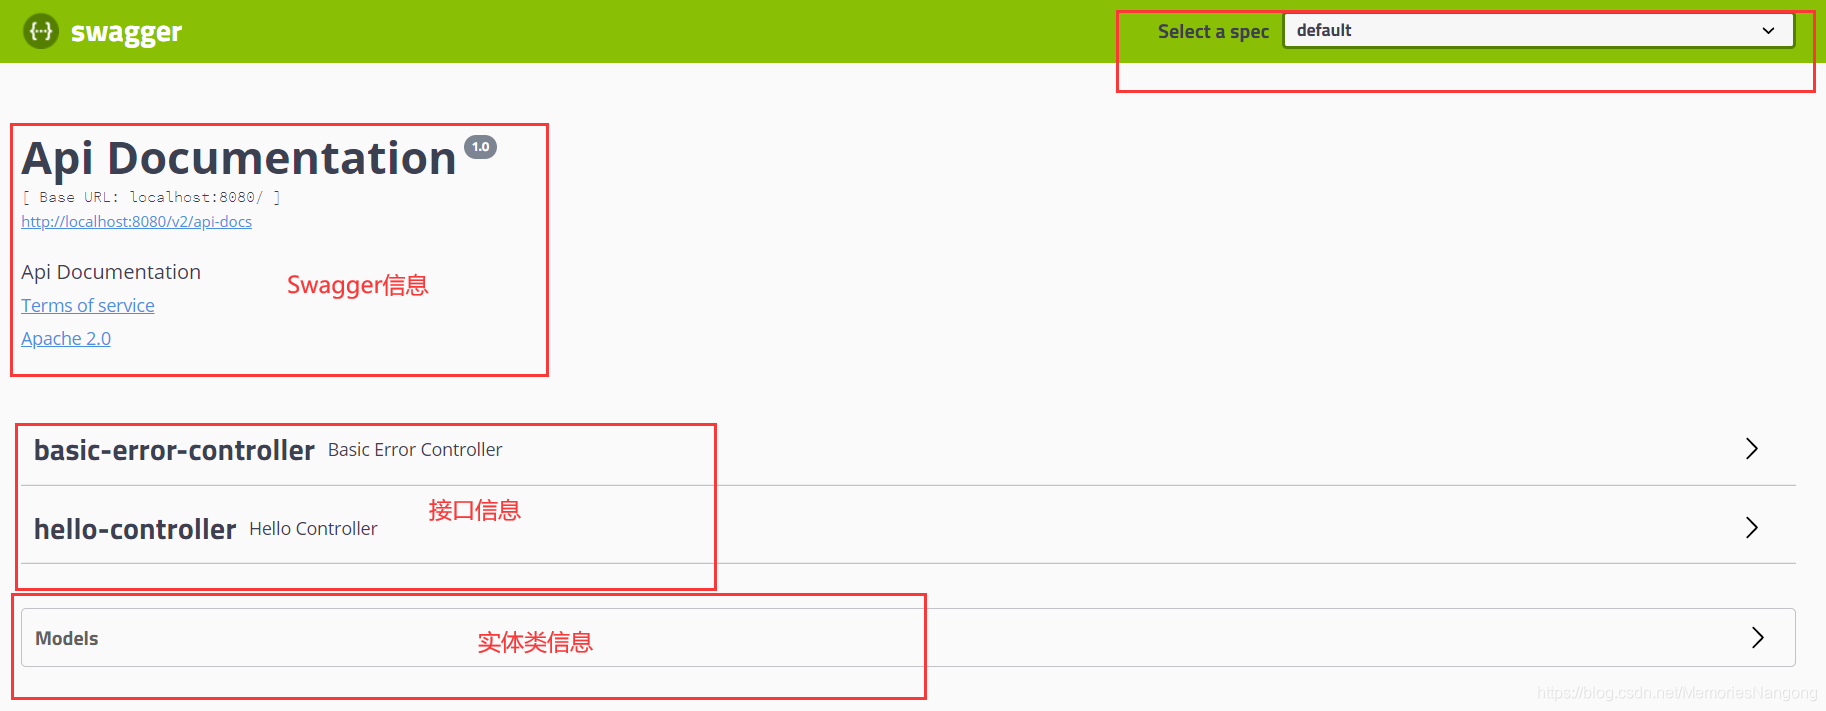 swagger
Select a spec
default
Api Documentation 1.0
[ Base URL: localhost:8080/ ]
http://localhost:8080/v2/api-docs
Api Documentation
Swagger信息
Terms of service
Apache 2.0
basic-error-controller Basic Error Controller
接口信息
hello-controller Hello Controller
Models
实体类信息
https://blog.csdn.net/MemoriesNangong